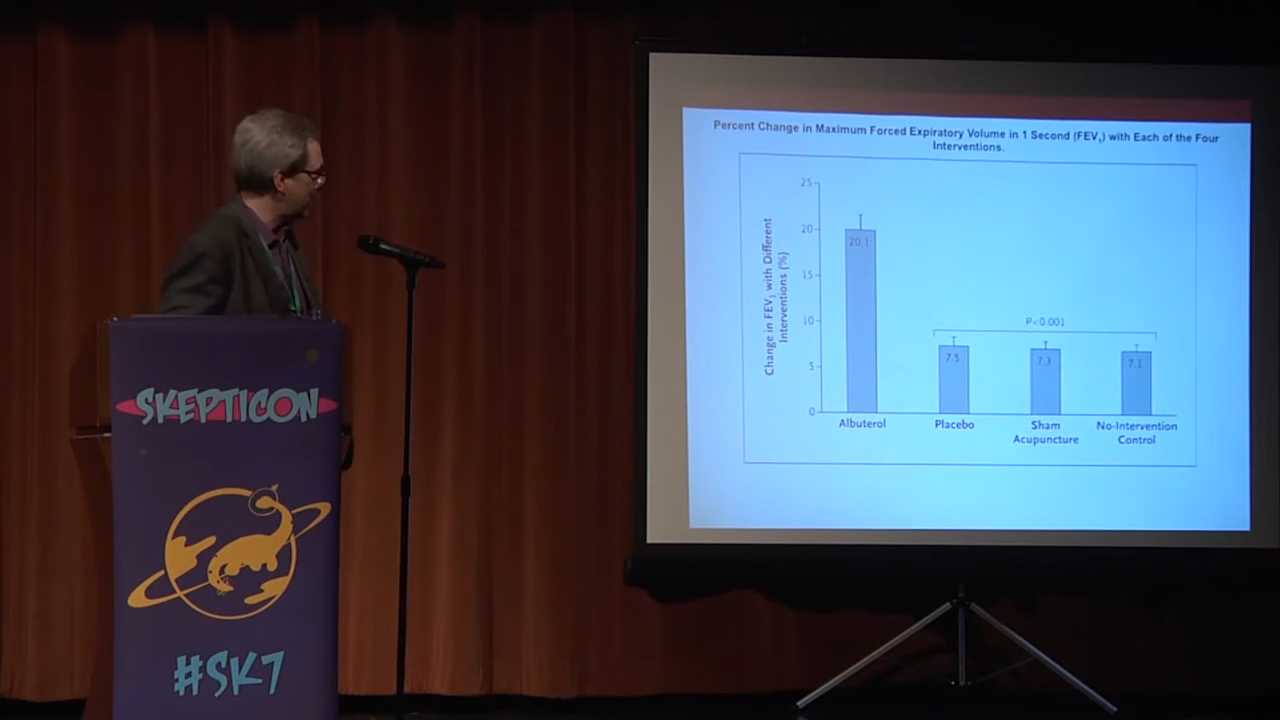 Percent Change in Maximum Forced Expiratory Volume in 1 Second (FEV₁) with Each of the Four
Interventions.
Change in FEV₁ with Different
Interventions (%)
25
20
15
10
5
0
20.1
7.5
7.3
7.1
P<0.001
Albuterol
Placebo
Sham
Acupuncture
No-Intervention
Control
SKEPTICON
#SK7